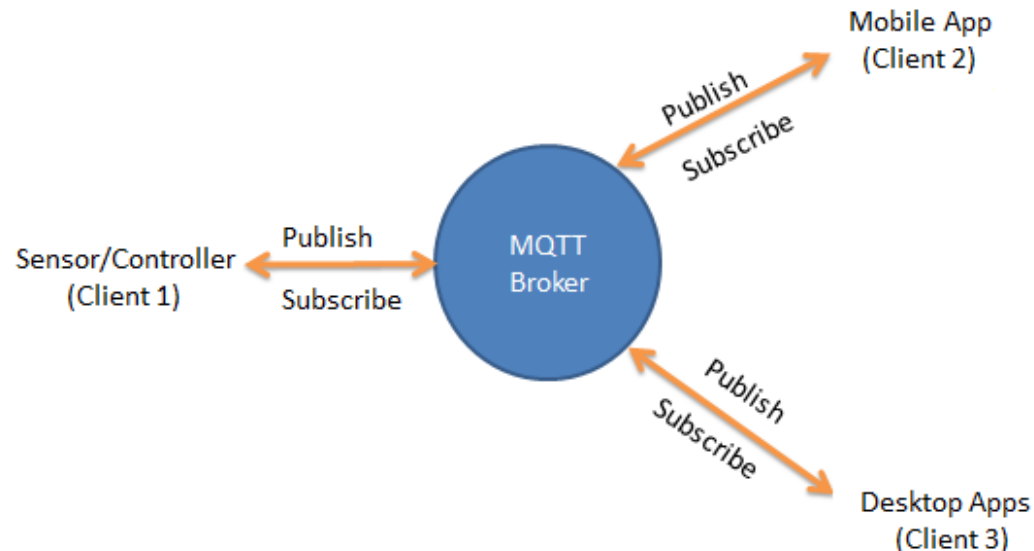 Mobile App
(Client 2)
Publish
Subscribe
Sensor/Controller
(Client 1)
Publish
Subscribe
MQTT
Broker
Publish
Subscribe
Desktop Apps
(Client 3)